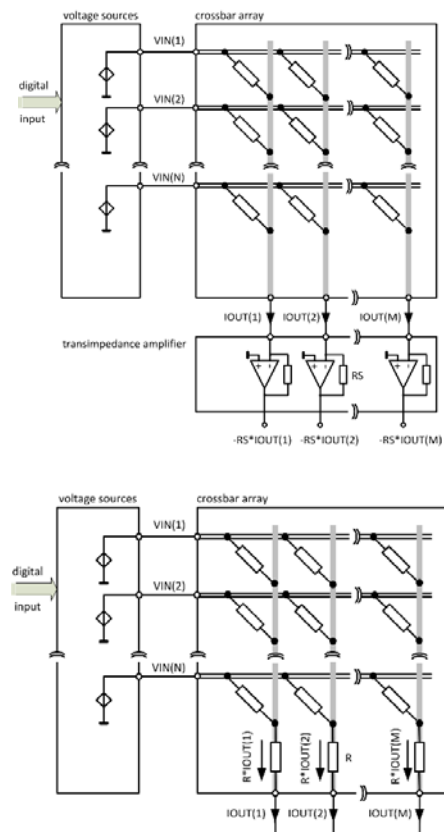 voltage sources crossbar array
VIN(1)
digital
input
VIN(2)
VIN(N)
IOUT(1) IOUT(2) IOUT(M)
transimpedance amplifier
+ - + - + -
RS
-RS*IOUT(1) -RS*IOUT(2) -RS*IOUT(M)
voltage sources crossbar array
VIN(1)
digital
input
VIN(2)
VIN(N)
R*IOUT(1) R*IOUT(2) R R*IOUT(M)
IOUT(1) IOUT(2) IOUT(M)